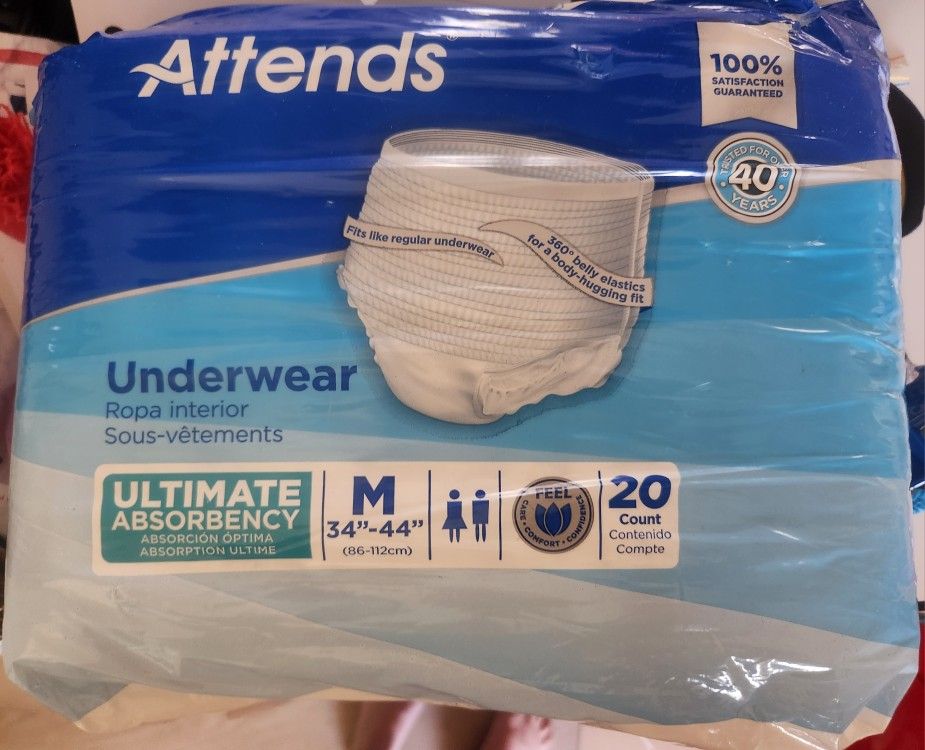 Attends
100%
SATISFACTION
GUARANTEED
TRUSTED FOR OVER
40
YEARS
Fits like regular underwear
360° belly elastics
for a body-hugging fit
Underwear
Ropa interior
Sous-vêtements
ULTIMATE
ABSORBENCY
ABSORCIÓN ÓPTIMA
ABSORPTION ULTIME
M
34”-44”
(86-112cm)
FEEL
CARE • COMFORT • CONFIDENCE
20
Count
Contenido
Compte